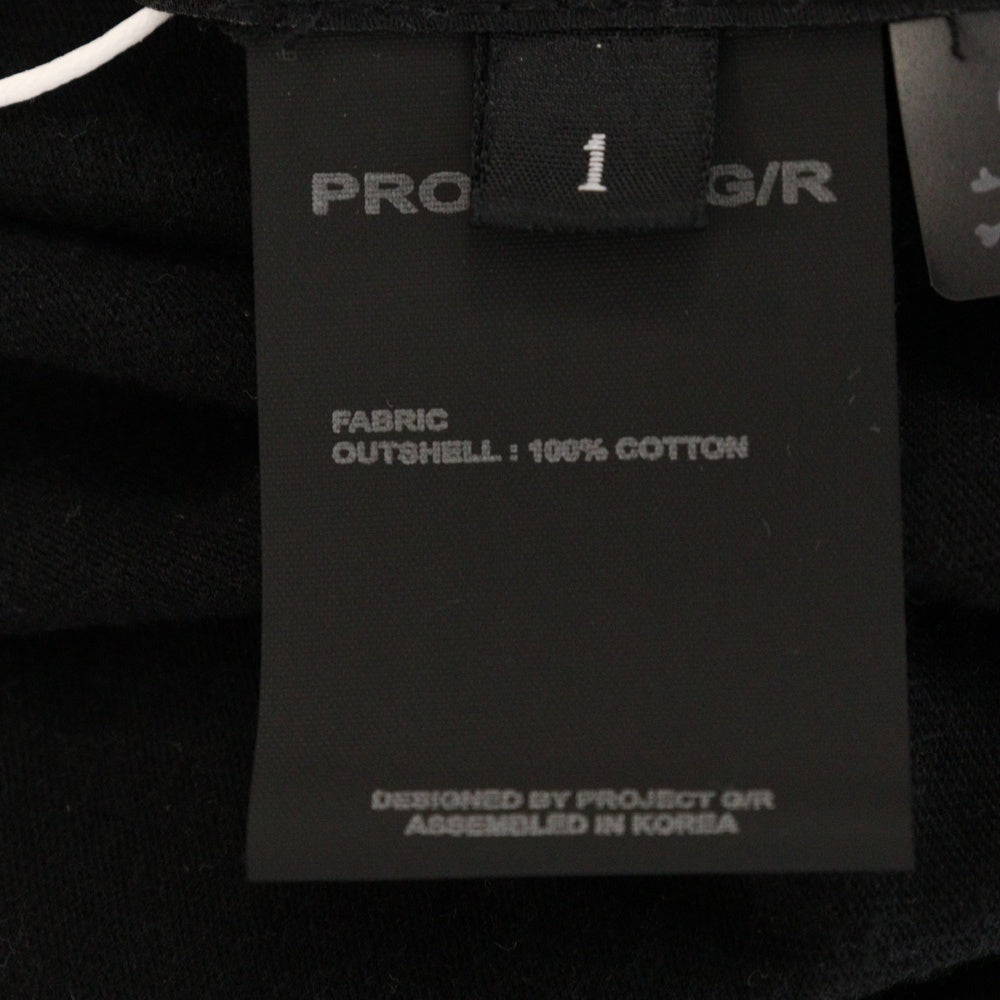 1
PRO G/R
FABRIC
OUTSHELL : 100% COTTON
DESIGNED BY PROJECT G/R
ASSEMBLED IN KOREA